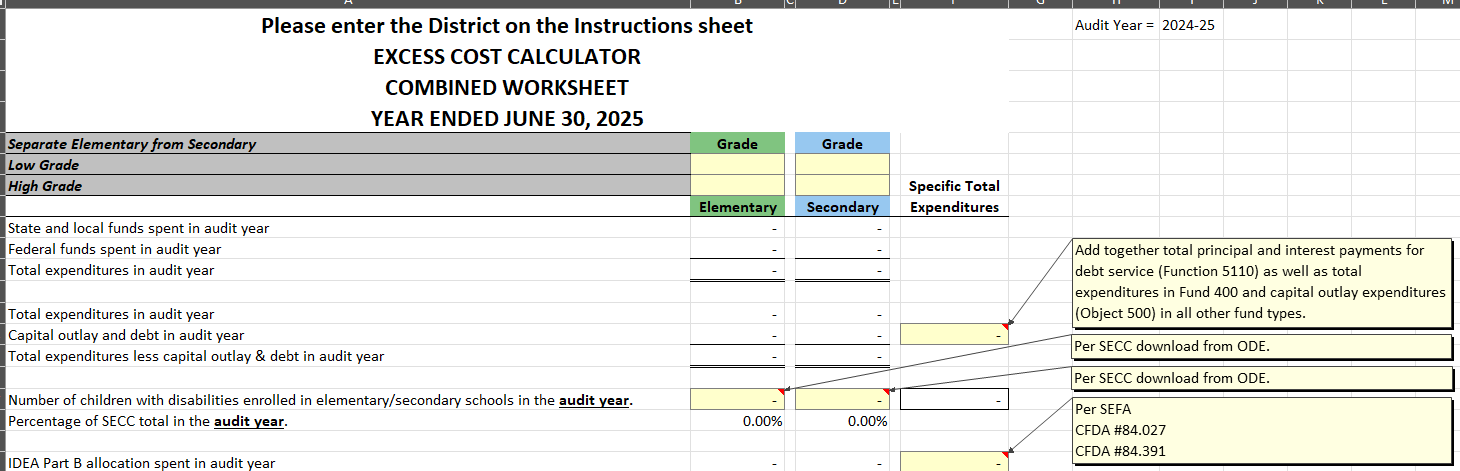 A B C D E F G H I J K L M
Please enter the District on the Instructions sheet
Audit Year = 2024-25
EXCESS COST CALCULATOR
COMBINED WORKSHEET
YEAR ENDED JUNE 30, 2025
Separate Elementary from Secondary Grade Grade
Low Grade
High Grade Specific Total
Elementary Secondary Expenditures
State and local funds spent in audit year - -
Federal funds spent in audit year - -
Total expenditures in audit year - -
Total expenditures in audit year - -
Capital outlay and debt in audit year - - -
Total expenditures less capital outlay & debt in audit year - -
Number of children with disabilities enrolled in elementary/secondary schools in the audit year. - - -
Percentage of SECC total in the audit year. 0.00% 0.00%
IDEA Part B allocation spent in audit year - - -
Add together total principal and interest payments for
debt service (Function 5110) as well as total
expenditures in Fund 400 and capital outlay expenditures
(Object 500) in all other fund types.
Per SECC download from ODE.
Per SECC download from ODE.
Per SEFA
CFDA #84.027
CFDA #84.391